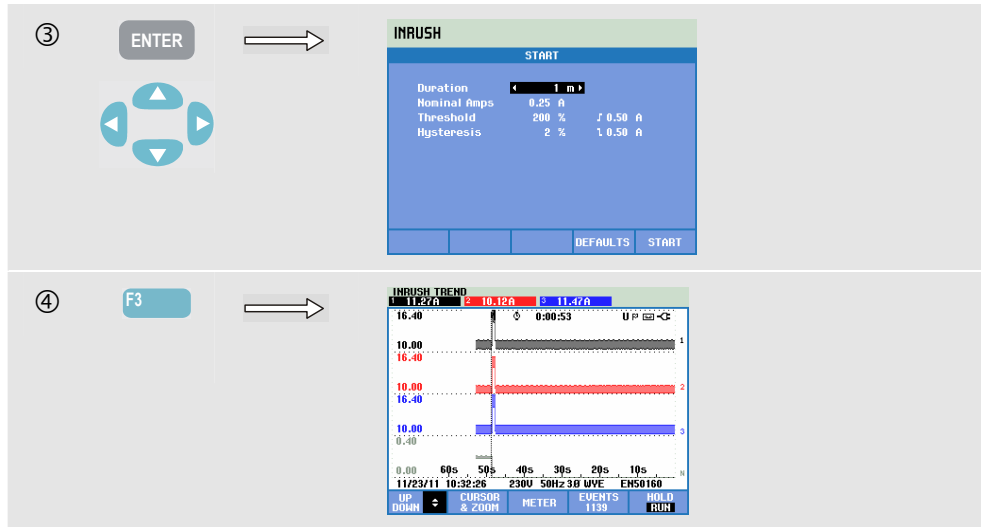 ③
ENTER
INRUSH
START
Duration 1 m
Nominal Amps 0.25 A
Threshold 200 % 0.50 A
Hysteresis 2 % 0.50 A
DEFAULTS START
④
F3
INRUSH TREND
1 11.27A 2 10.12A 3 11.47A
16.40 0:00:53 U
10.00 1
16.40
10.00 2
16.40
10.00 3
0.40
0.00 60s 50s 40s 30s 20s 10s N
11/23/11 10:32:26 230V 50Hz 3Ø WYE EN50160
UP DOWN CURSOR & ZOOM METER EVENTS 1139 HOLD RUN